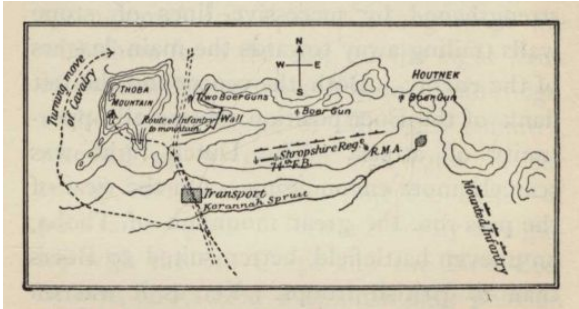 N
W
E
S
Turning move
of Cavalry
THOBA
MOUNTAIN
Two Boer Guns
Boer Gun
HOUTNEK
Boer Gun
Route of Infantry
to mountain
Wall
Shropshire Regt
R.M.A.
74th F.B.
Transport
Korannah Spruit
Mounted Infantry